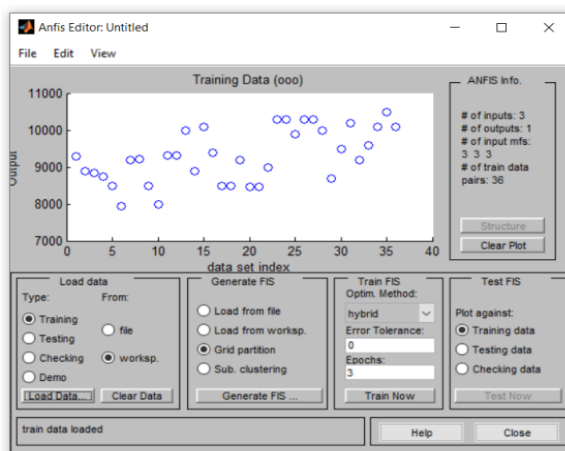 Anfis Editor: Untitled
File Edit View
Training Data (ooo)
11000
10000
9000
8000
7000
Output
0 5 10 15 20 25 30 35 40
data set index
ANFIS Info.
# of inputs: 3
# of outputs: 1
# of input mfs:
3 3 3
# of train data
pairs: 36
Structure
Clear Plot
Load data
Type: From:
Training
Testing
Checking
Demo
file
worksp.
Load Data...
Clear Data
Generate FIS
Load from file
Load from worksp.
Grid partition
Sub. clustering
Generate FIS ...
Train FIS
Optim. Method:
hybrid
Error Tolerance:
0
Epochs:
3
Train Now
Test FIS
Plot against:
Training data
Testing data
Checking data
Test Now
train data loaded
Help
Close